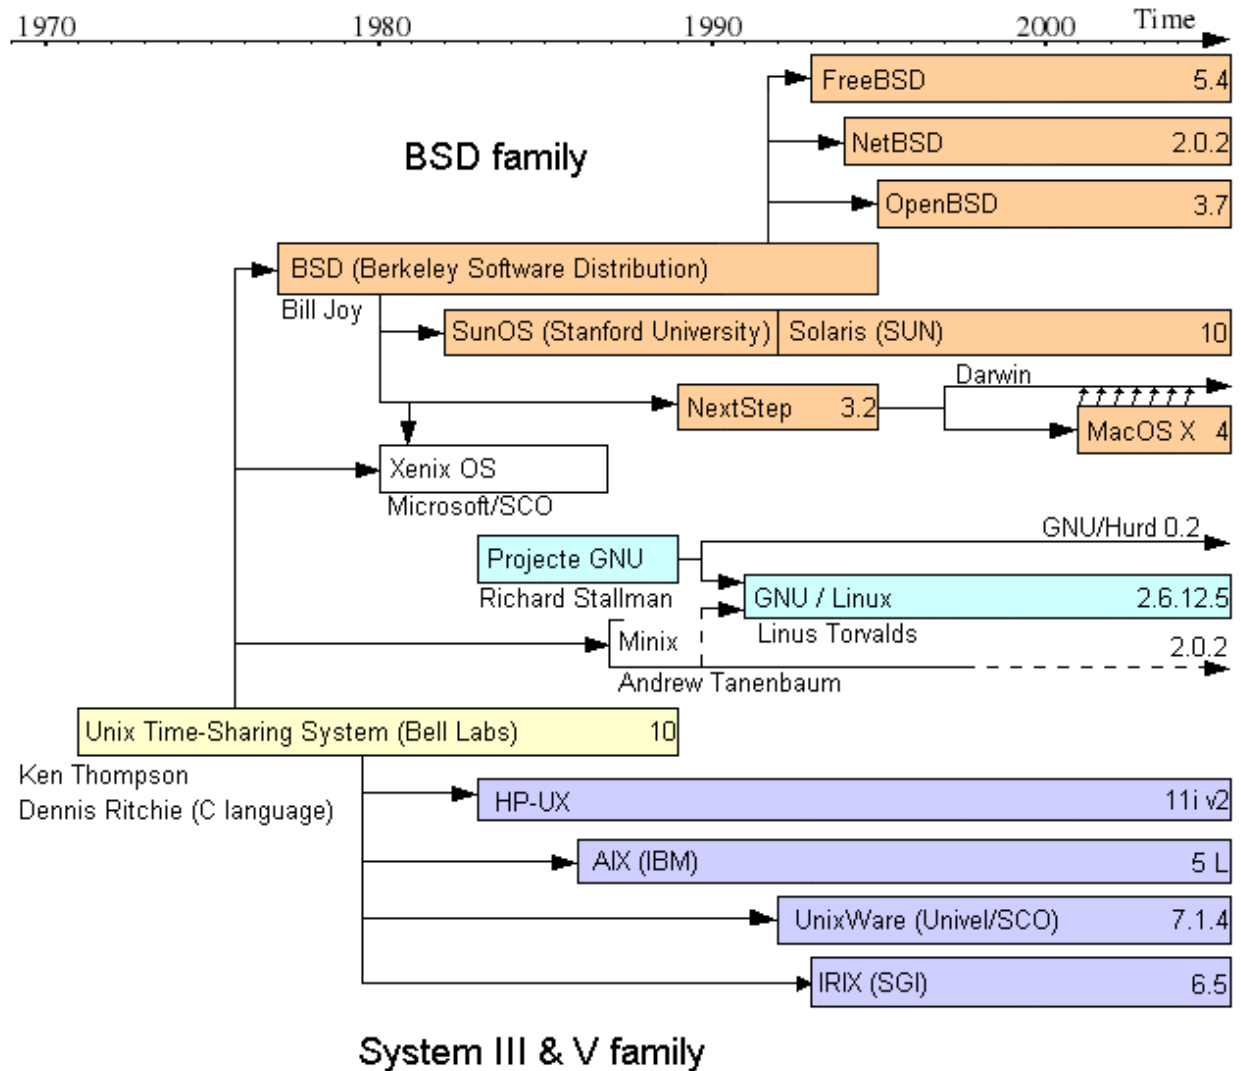 1970 1980 1990 2000 Time
FreeBSD 5.4
NetBSD 2.0.2
BSD family
OpenBSD 3.7
BSD (Berkeley Software Distribution)
Bill Joy
SunOS (Stanford University) Solaris (SUN) 10
Darwin
NextStep 3.2
MacOS X 4
Xenix OS
Microsoft/SCO
GNU/Hurd 0.2
Projecte GNU
Richard Stallman
GNU / Linux 2.6.12.5
Linus Torvalds
Minix 2.0.2
Andrew Tanenbaum
Unix Time-Sharing System (Bell Labs) 10
Ken Thompson
Dennis Ritchie (C language)
HP-UX 11i v2
AIX (IBM) 5 L
UnixWare (Univel/SCO) 7.1.4
IRIX (SGI) 6.5
System III & V family